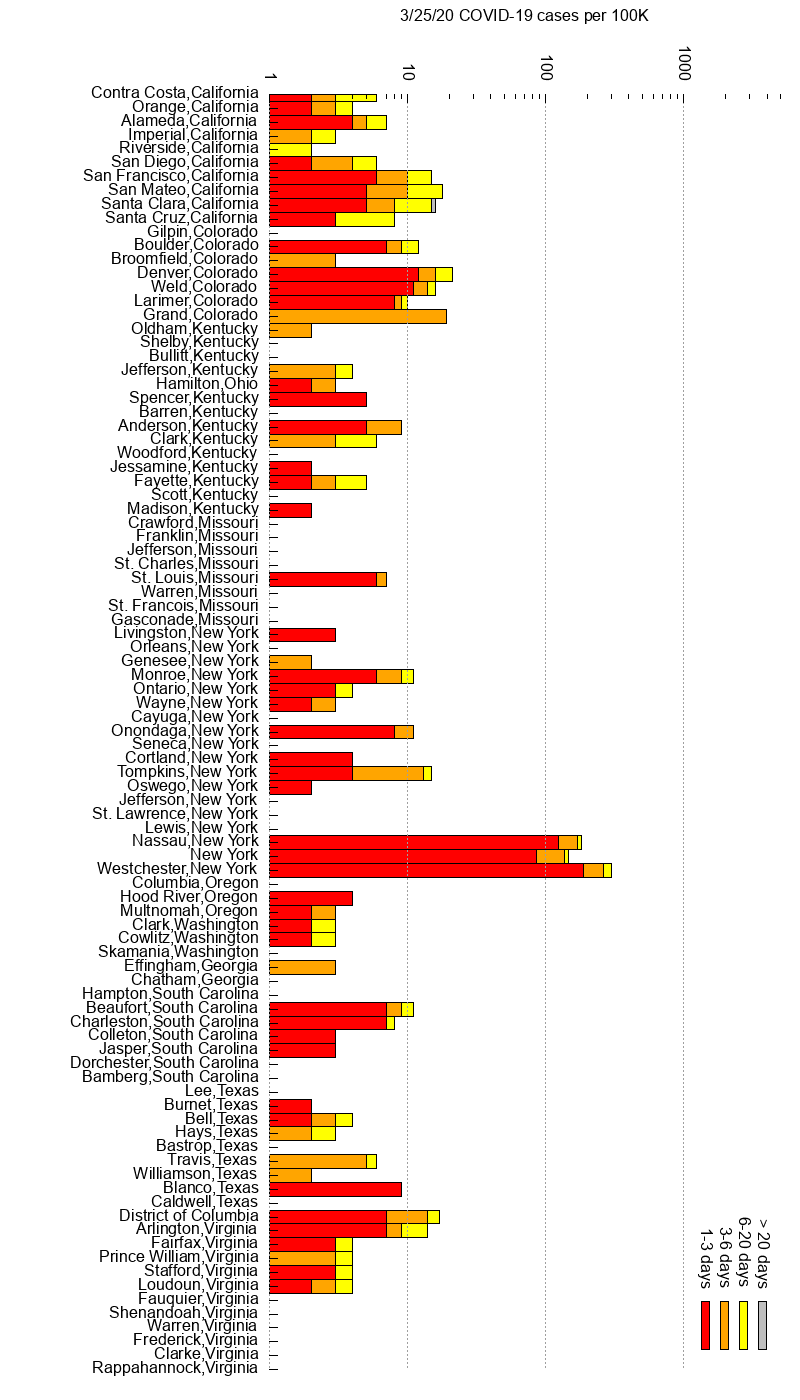 3/25/20 COVID-19 cases per 100K
1
10
100
1000
Contra Costa,California
Orange,California
Alameda,California
Imperial,California
Riverside,California
San Diego,California
San Francisco,California
San Mateo,California
Santa Clara,California
Santa Cruz,California
Gilpin,Colorado
Boulder,Colorado
Broomfield,Colorado
Denver,Colorado
Weld,Colorado
Larimer,Colorado
Grand,Colorado
Oldham,Kentucky
Shelby,Kentucky
Bullitt,Kentucky
Jefferson,Kentucky
Hamilton,Ohio
Spencer,Kentucky
Barren,Kentucky
Anderson,Kentucky
Clark,Kentucky
Woodford,Kentucky
Jessamine,Kentucky
Fayette,Kentucky
Scott,Kentucky
Madison,Kentucky
Crawford,Missouri
Franklin,Missouri
Jefferson,Missouri
St. Charles,Missouri
St. Louis,Missouri
Warren,Missouri
St. Francois,Missouri
Gasconade,Missouri
Livingston,New York
Orleans,New York
Genesee,New York
Monroe,New York
Ontario,New York
Wayne,New York
Cayuga,New York
Onondaga,New York
Seneca,New York
Cortland,New York
Tompkins,New York
Oswego,New York
Jefferson,New York
St. Lawrence,New York
Lewis,New York
Nassau,New York
New York
Westchester,New York
Columbia,Oregon
Hood River,Oregon
Multnomah,Oregon
Clark,Washington
Cowlitz,Washington
Skamania,Washington
Effingham,Georgia
Chatham,Georgia
Hampton,South Carolina
Beaufort,South Carolina
Charleston,South Carolina
Colleton,South Carolina
Jasper,South Carolina
Dorchester,South Carolina
Bamberg,South Carolina
Lee,Texas
Burnet,Texas
Bell,Texas
Hays,Texas
Bastrop,Texas
Travis,Texas
Williamson,Texas
Blanco,Texas
Caldwell,Texas
District of Columbia
Arlington,Virginia
Fairfax,Virginia
Prince William,Virginia
Stafford,Virginia
Loudoun,Virginia
Fauquier,Virginia
Shenandoah,Virginia
Warren,Virginia
Frederick,Virginia
Clarke,Virginia
Rappahannock,Virginia
> 20 days
6-20 days
3-6 days
1-3 days